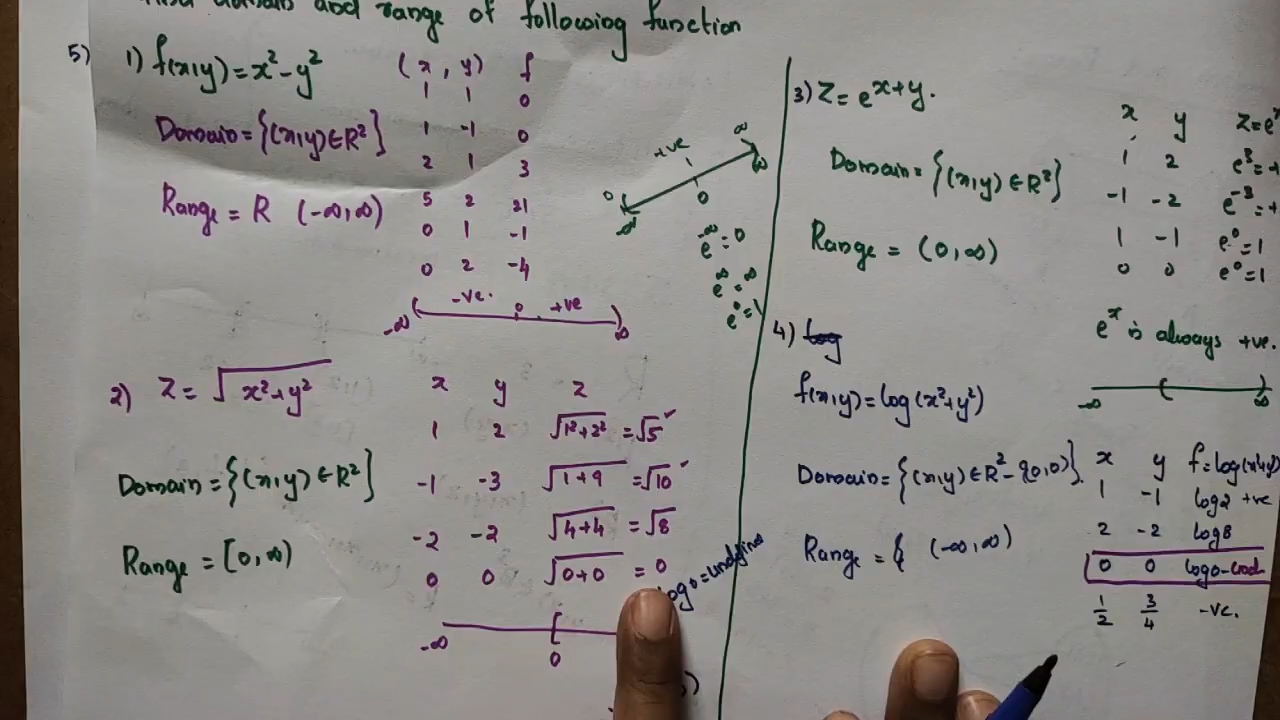 domain and range of following function
5) 1) f(x,y) = x² - y²
(x, y) f
1 1 0
Domain = {(x,y) ∈ R²}
1 -1 0
2 1 3
Range = R (-∞,∞)
5 2 21
0 1 -1
0 2 -4
-ve. 0 +ve
-∞ ∞
+ve ∞
0 0
e^-∞ = 0
e^∞ = ∞
e^0 = 1
2) Z = √x²+y²
x y z
1 2 √1²+2² = √5 ✓
Domain = {(x,y) ∈ R²}
-1 -3 √1+9 = √10 ✓
-2 -2 √4+4 = √8
Range = [0,∞)
0 0 √0+0 = 0
-∞ [ 0
3) Z = e^x+y.
x y z=e^x
Domain = {(x,y) ∈ R²}
1 2 e³ = +
-1 -2 e^-3 = +
Range = (0,∞)
1 -1 e^0 = 1
0 0 e^0 = 1
e^x is always +ve.
-∞ ( ∞
4) log
f(x,y) = log(x²+y²)
Domain = {(x,y) ∈ R² - {(0,0)}.
x y f=log(x²+y²)
1 -1 log2 +ve
2 -2 log8
Range = { (-∞,∞)
0 0 log0-
1/2 3/4 -ve.
log0=undefine